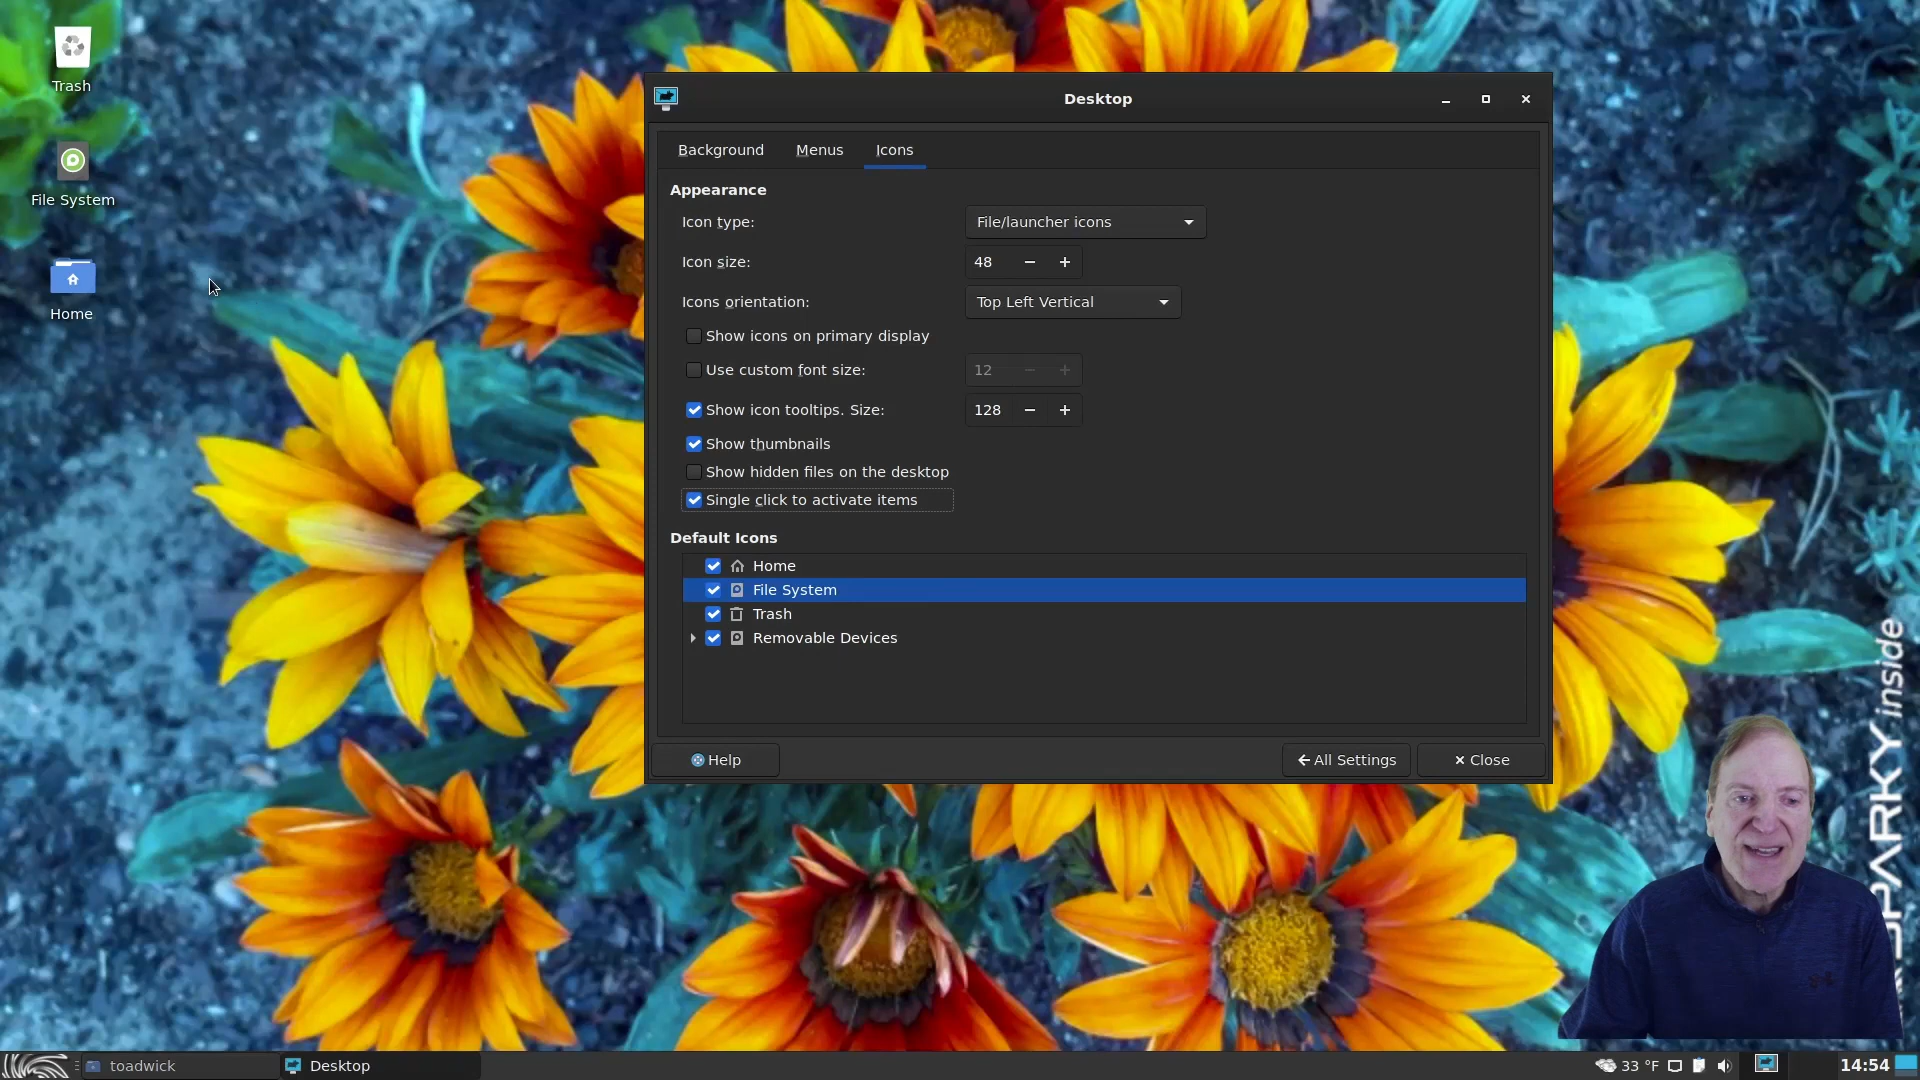 Trash
File System
Home
Desktop
Background
Menus
Icons
Appearance
Icon type:
File/launcher icons
Icon size:
48
Icons orientation:
Top Left Vertical
Show icons on primary display
Use custom font size:
12
Show icon tooltips. Size:
128
Show thumbnails
Show hidden files on the desktop
Single click to activate items
Default Icons
Home
File System
Trash
Removable Devices
Help
All Settings
Close
SPARKY inside
toadwick
Desktop
33 °F
14:54